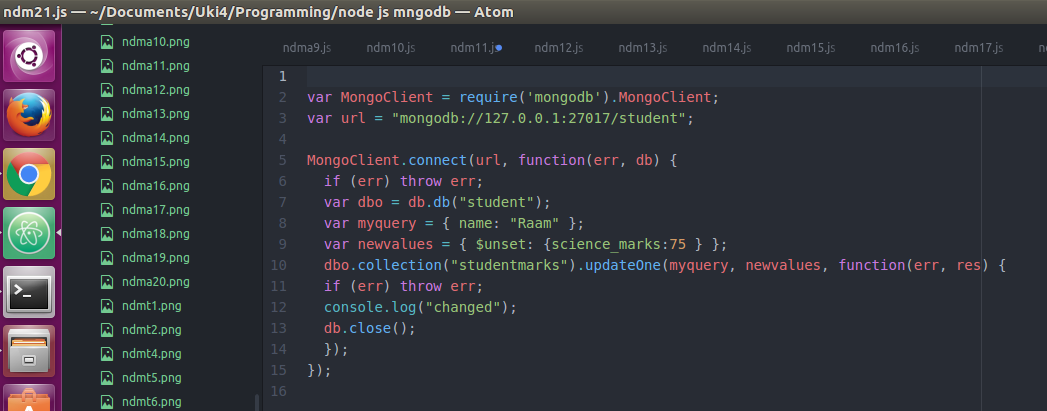 ndm21.js — ~/Documents/Uki4/Programming/node js mngodb — Atom
ndma9.js ndm10.js ndm11.js ndm12.js ndm13.js ndm14.js ndm15.js ndm16.js ndm17.js
ndma10.png
ndma11.png
ndma12.png
ndma13.png
ndma14.png
ndma15.png
ndma16.png
ndma17.png
ndma18.png
ndma19.png
ndma20.png
ndmt1.png
ndmt2.png
ndmt4.png
ndmt5.png
ndmt6.png
1
2 var MongoClient = require('mongodb').MongoClient;
3 var url = "mongodb://127.0.0.1:27017/student";
4
5 MongoClient.connect(url, function(err, db) {
6 if (err) throw err;
7 var dbo = db.db("student");
8 var myquery = { name: "Raam" };
9 var newvalues = { $unset: {science_marks:75 } };
10 dbo.collection("studentmarks").updateOne(myquery, newvalues, function(err, res) {
11 if (err) throw err;
12 console.log("changed");
13 db.close();
14 });
15 });
16